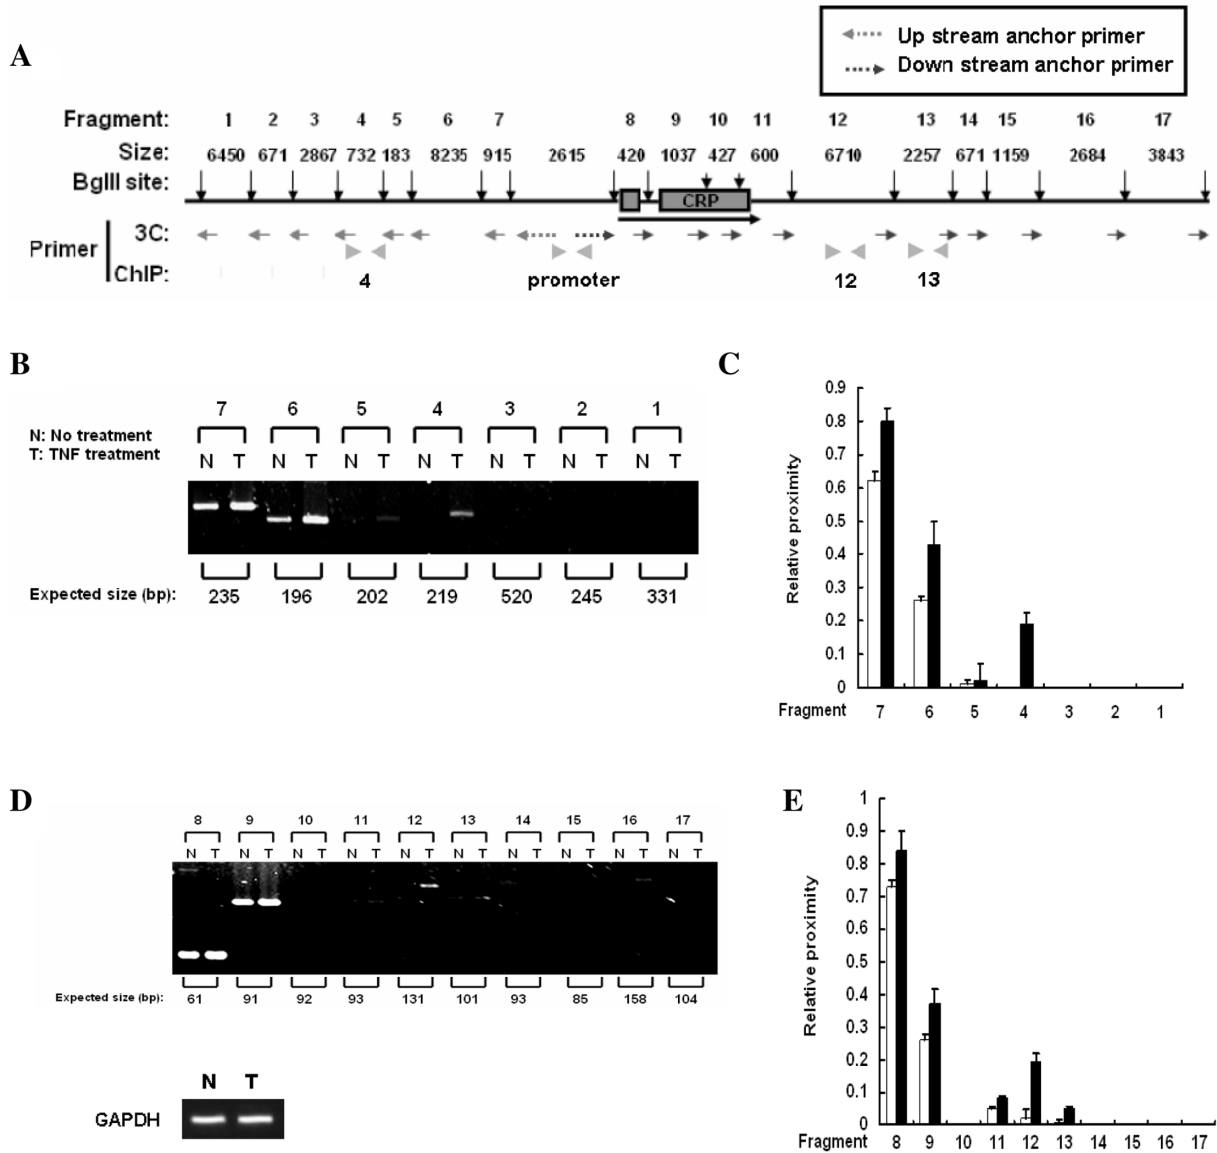 A
Up stream anchor primer
Down stream anchor primer
Fragment: 1 2 3 4 5 6 7 8 9 10 11 12 13 14 15 16 17
Size: 6450 671 2867 732 183 8235 915 2615 420 1037 427 600 6710 2257 671 1159 2684 3843
BglII site:
CRP
Primer
3C:
ChIP:
4 promoter 12 13
B
7 6 5 4 3 2 1
N: No treatment
T: TNF treatment
N T N T N T N T N T N T N T
Expected size (bp): 235 196 202 219 520 245 331
C
Relative proximity
0.9
0.8
0.7
0.6
0.5
0.4
0.3
0.2
0.1
0
Fragment 7 6 5 4 3 2 1
D
8 9 10 11 12 13 14 15 16 17
N T N T N T N T N T N T N T N T N T N T
Expected size (bp): 61 91 92 93 131 101 93 85 158 104
N T
GAPDH
E
Relative proximity
1
0.9
0.8
0.7
0.6
0.5
0.4
0.3
0.2
0.1
0
Fragment 8 9 10 11 12 13 14 15 16 17